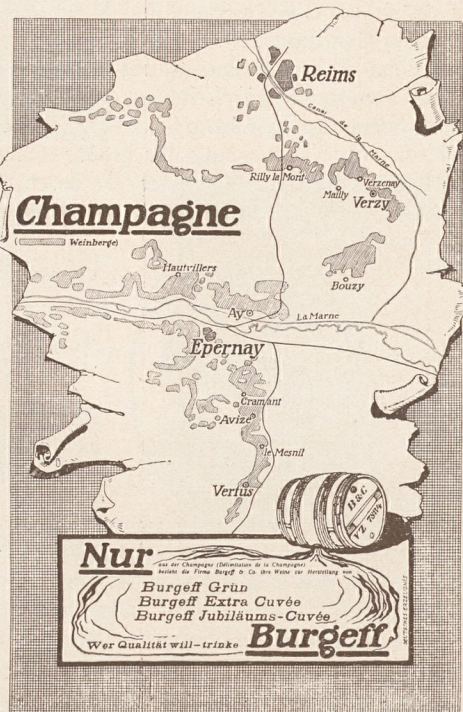 Reims
Canal de la Marne
Rilly la Mont
Verzenay
Mailly
Verzy
Champagne
Weinberge)
Hautvillers
Bouzy
Ay
La Marne
Epernay
Cramant
Avize
le Mesnil
Vertus
B & C
VZ 7584
Nur
aus der Champagne (Délimitation de la Champagne)
bezieht die Firma Burgeff & Co. ihre Weine zur Herstellung von
Burgeff Grün
Burgeff Extra Cuvée
Burgeff Jubiläums-Cuvée
Wer Qualität will-trinke Burgeff